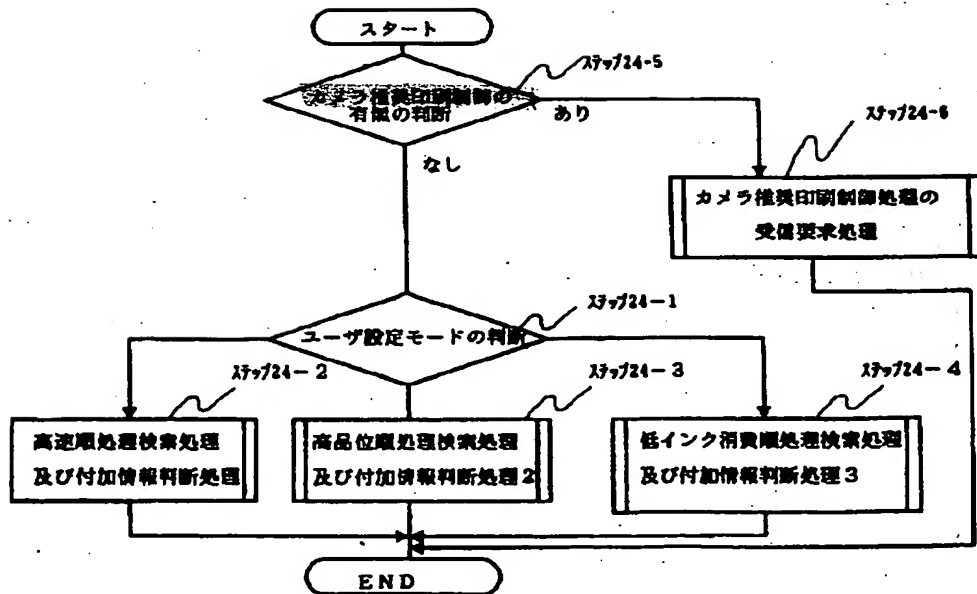 スタート
ステップ24-5
カメラ推奨印刷制御の
有無の判断
あり
なし
ステップ24-6
カメラ推奨印刷制御処理の
受信要求処理
ステップ24-1
ユーザ設定モードの判断
ステップ24-2
ステップ24-3
ステップ24-4
高速順処理検索処理
及び付加情報判断処理
高品位順処理検索処理
及び付加情報判断処理2
低インク消費順処理検索処理
及び付加情報判断処理3
END